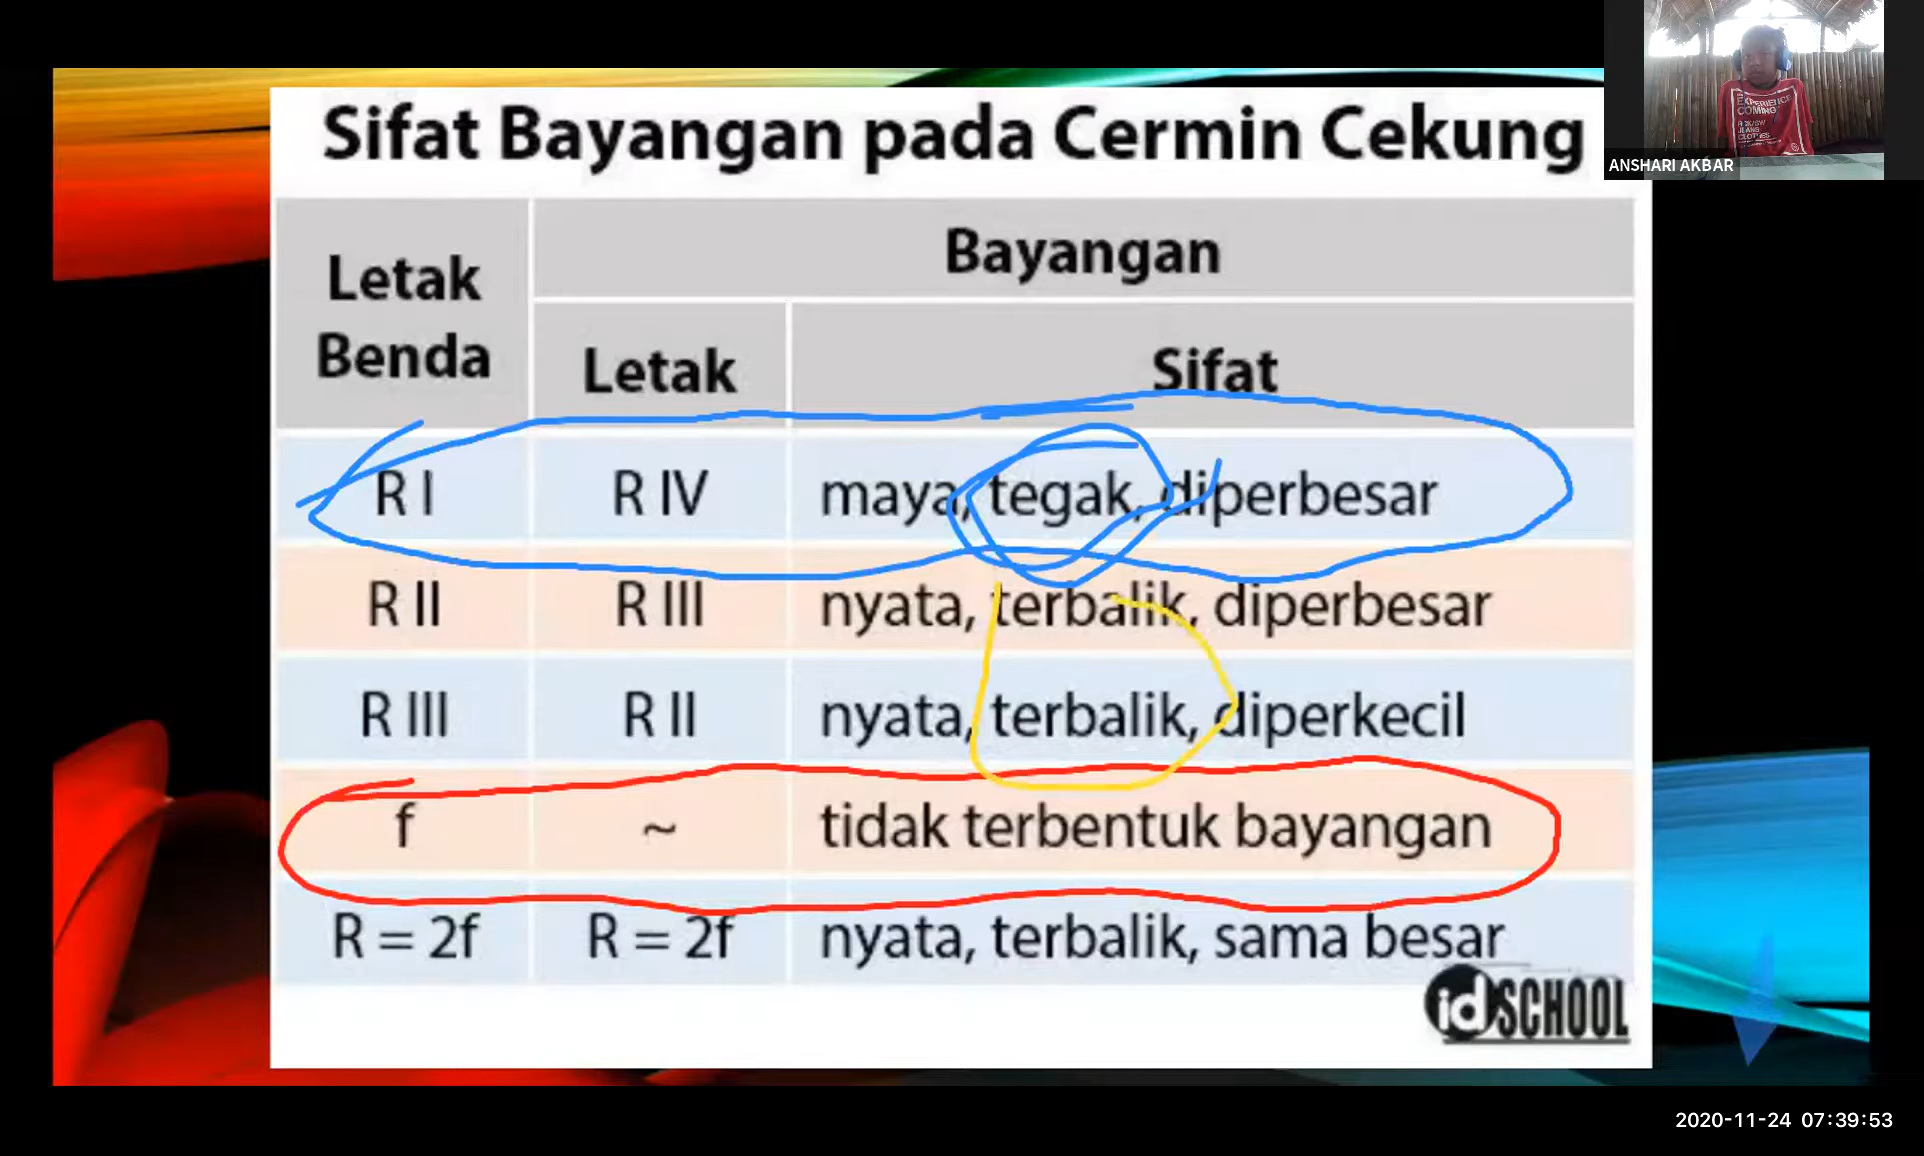 Sifat Bayangan pada Cermin Cekung
Letak Benda
Bayangan
Letak
Sifat
R I
R IV
maya, tegak, diperbesar
R II
R III
nyata, terbalik, diperbesar
R III
R II
nyata, terbalik, diperkecil
f
~
tidak terbentuk bayangan
R = 2f
R = 2f
nyata, terbalik, sama besar
idSCHOOL
EXPERIENCE
COMING
ANSHARI AKBAR
2020-11-24 07:39:53